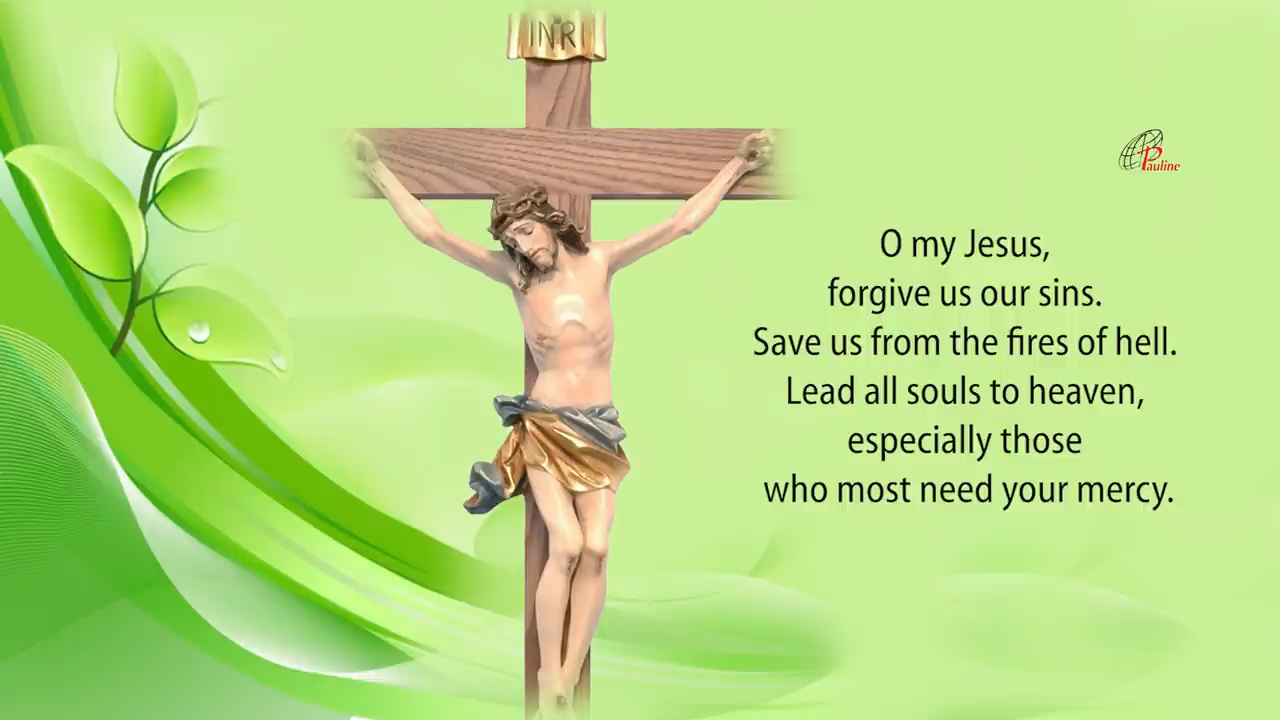 INRI
Pauline
O my Jesus,
forgive us our sins.
Save us from the fires of hell.
Lead all souls to heaven,
especially those
who most need your mercy.